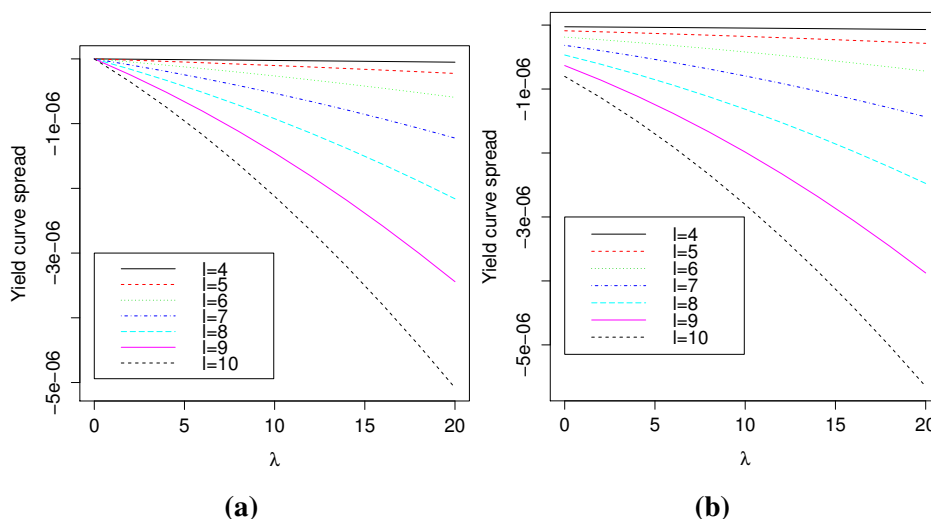 Yield curve spread
-1e-06
-3e-06
-5e-06
l=4
l=5
l=6
l=7
l=8
l=9
l=10
0 5 10 15 20
λ
(a)
Yield curve spread
-1e-06
-3e-06
-5e-06
l=4
l=5
l=6
l=7
l=8
l=9
l=10
0 5 10 15 20
λ
(b)